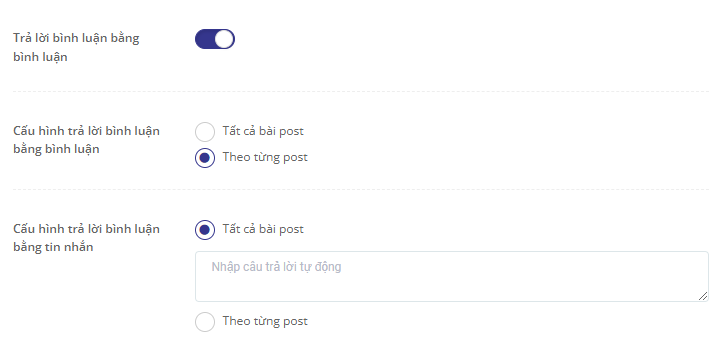 Trả lời bình luận bằng
bình luận
Cấu hình trả lời bình luận
bằng bình luận
Tất cả bài post
Theo từng post
Cấu hình trả lời bình luận
bằng tin nhắn
Tất cả bài post
Nhập câu trả lời tự động
Theo từng post